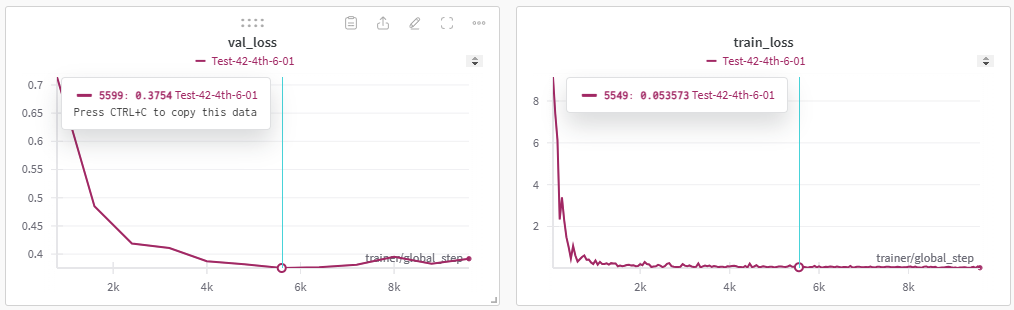 val_loss
Test-42-4th-6-01
0.7
5599: 0.3754 Test-42-4th-6-01
Press CTRL+C to copy this data
0.65
0.6
0.55
0.5
0.45
0.4
trainer/global_step
2k 4k 6k 8k
train_loss
Test-42-4th-6-01
8
5549: 0.053573 Test-42-4th-6-01
6
4
2
trainer/global_step
2k 4k 6k 8k